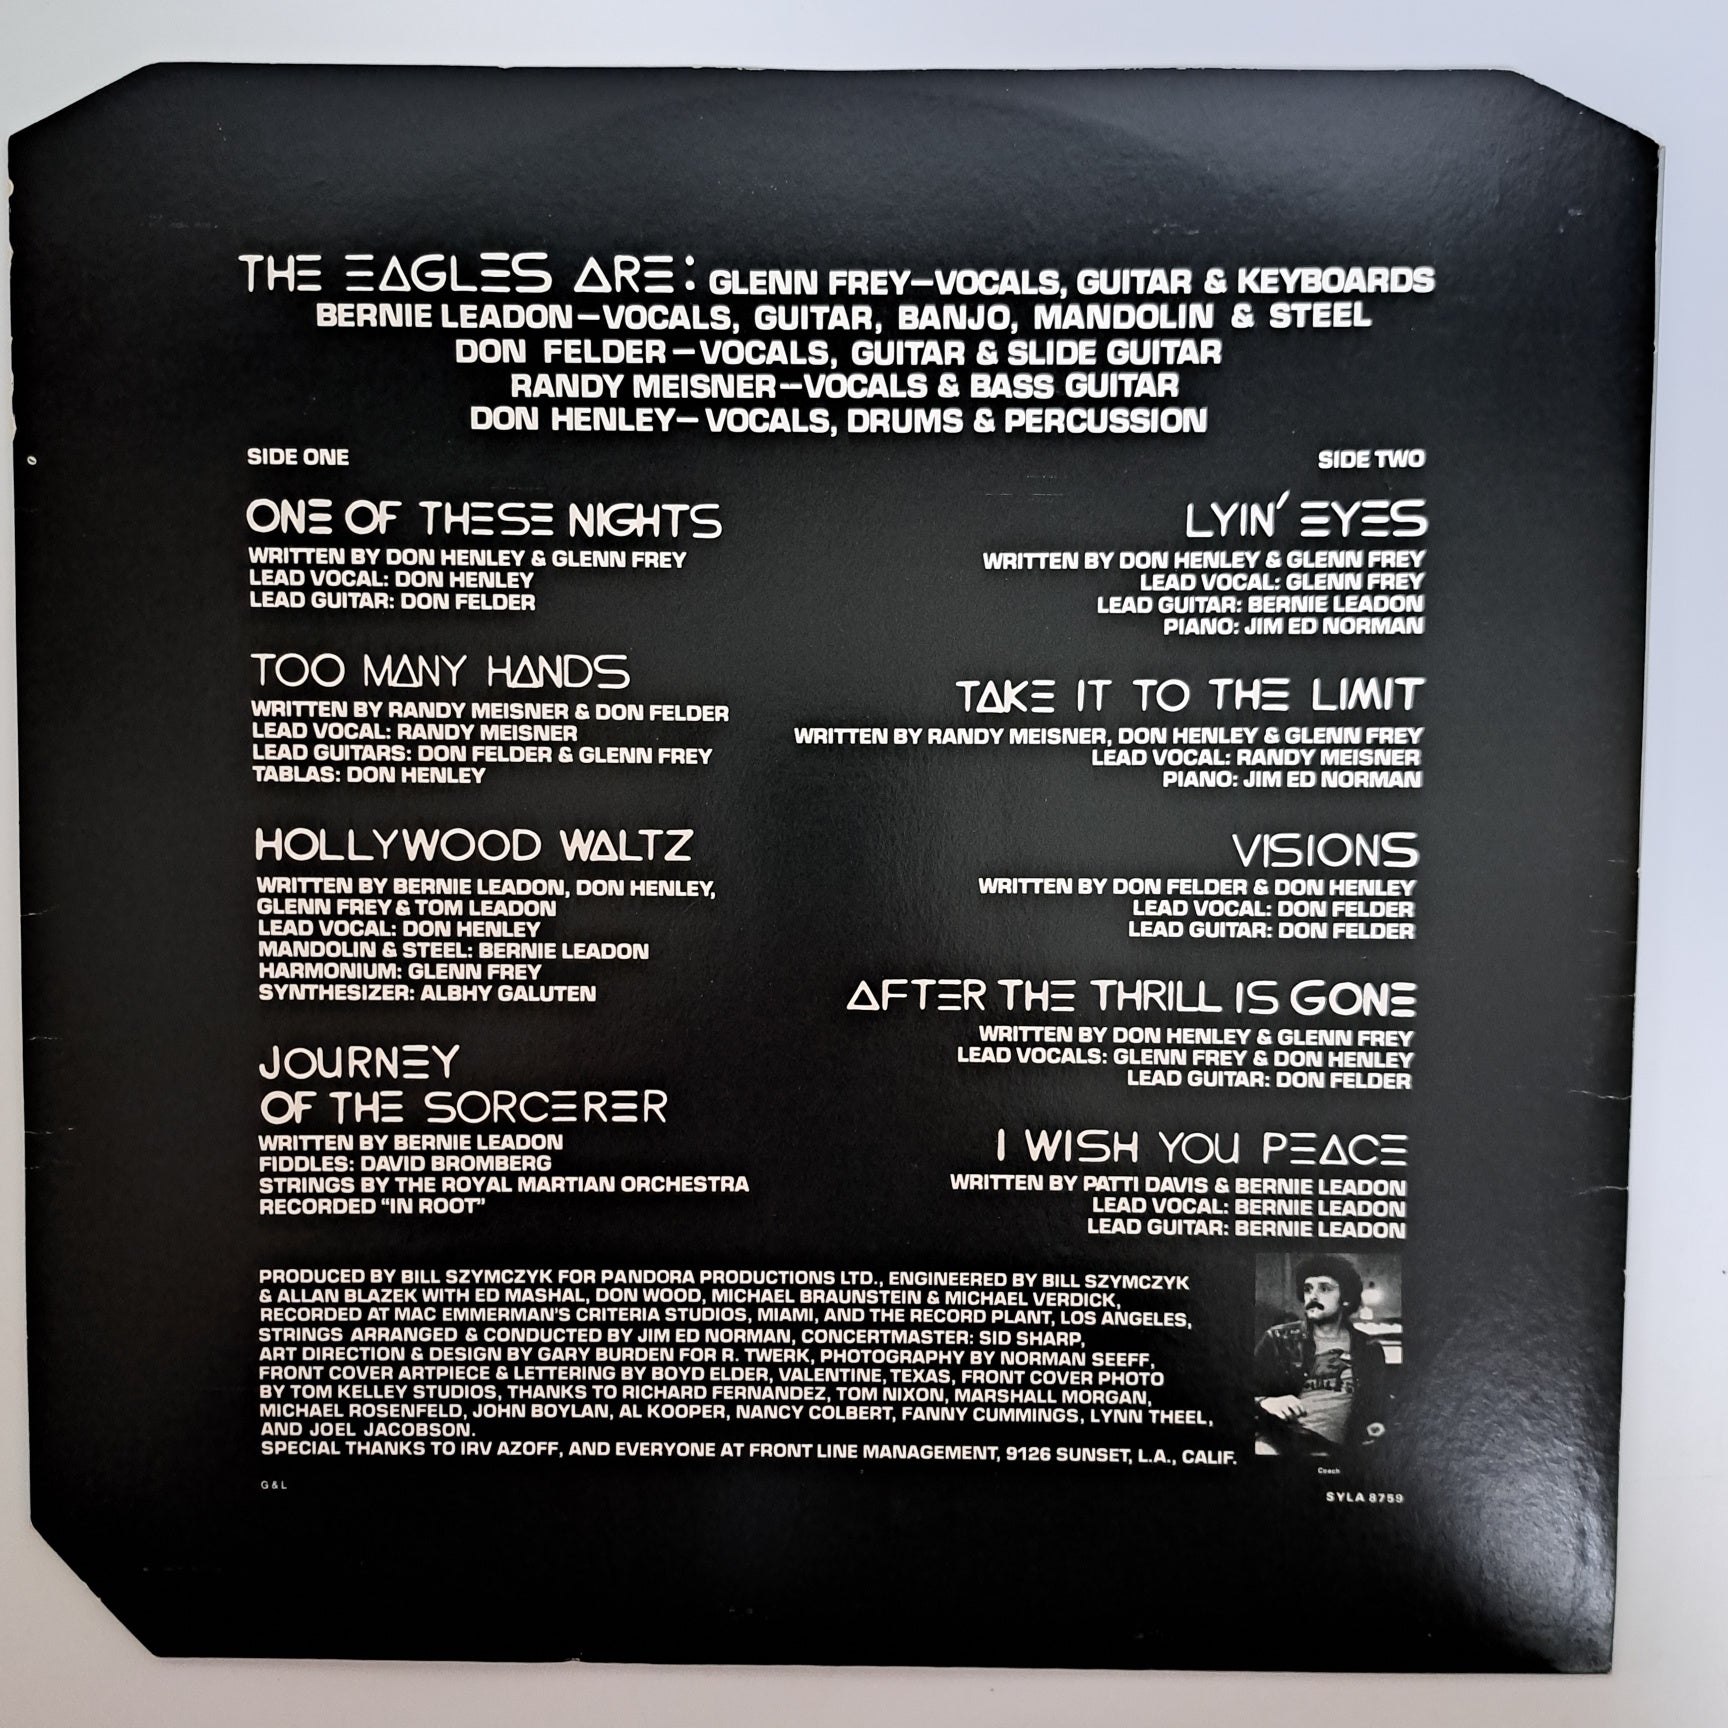 THE EAGLES ARE: GLENN FREY—VOCALS, GUITAR & KEYBOARDS
BERNIE LEADON—VOCALS, GUITAR, BANJO, MANDOLIN & STEEL
DON FELDER—VOCALS, GUITAR & SLIDE GUITAR
RANDY MEISNER—VOCALS & BASS GUITAR
DON HENLEY—VOCALS, DRUMS & PERCUSSION
SIDE ONE
ONE OF THESE NIGHTS
WRITTEN BY DON HENLEY & GLENN FREY
LEAD VOCAL: DON HENLEY
LEAD GUITAR: DON FELDER
TOO MANY HANDS
WRITTEN BY RANDY MEISNER & DON FELDER
LEAD VOCAL: RANDY MEISNER
LEAD GUITARS: DON FELDER & GLENN FREY
TABLAS: DON HENLEY
HOLLYWOOD WALTZ
WRITTEN BY BERNIE LEADON, DON HENLEY,
GLENN FREY & TOM LEADON
LEAD VOCAL: DON HENLEY
MANDOLIN & STEEL: BERNIE LEADON
HARMONIUM: GLENN FREY
SYNTHESIZER: ALBHY GALUTEN
JOURNEY
OF THE SORCERER
WRITTEN BY BERNIE LEADON
FIDDLES: DAVID BROMBERG
STRINGS BY THE ROYAL MARTIAN ORCHESTRA
RECORDED "IN ROOT"
SIDE TWO
LYIN' EYES
WRITTEN BY DON HENLEY & GLENN FREY
LEAD VOCAL: GLENN FREY
LEAD GUITAR: BERNIE LEADON
PIANO: JIM ED NORMAN
TAKE IT TO THE LIMIT
WRITTEN BY RANDY MEISNER, DON HENLEY & GLENN FREY
LEAD VOCAL: RANDY MEISNER
PIANO: JIM ED NORMAN
VISIONS
WRITTEN BY DON FELDER & DON HENLEY
LEAD VOCAL: DON FELDER
LEAD GUITAR: DON FELDER
AFTER THE THRILL IS GONE
WRITTEN BY DON HENLEY & GLENN FREY
LEAD VOCALS: GLENN FREY & DON HENLEY
LEAD GUITAR: DON FELDER
I WISH YOU PEACE
WRITTEN BY PATTI DAVIS & BERNIE LEADON
LEAD VOCAL: BERNIE LEADON
LEAD GUITAR: BERNIE LEADON
PRODUCED BY BILL SZYMCZYK FOR PANDORA PRODUCTIONS LTD., ENGINEERED BY BILL SZYMCZYK
& ALLAN BLAZEK WITH ED MASHAL, DON WOOD, MICHAEL BRAUNSTEIN & MICHAEL VERDICK,
RECORDED AT MAC EMMERMAN'S CRITERIA STUDIOS, MIAMI, AND THE RECORD PLANT, LOS ANGELES,
STRINGS ARRANGED & CONDUCTED BY JIM ED NORMAN, CONCERTMASTER: SID SHARP,
ART DIRECTION & DESIGN BY GARY BURDEN FOR R. TWERK, PHOTOGRAPHY BY NORMAN SEEFF,
FRONT COVER ARTPIECE & LETTERING BY BOYD ELDER, VALENTINE, TEXAS, FRONT COVER PHOTO
BY TOM KELLEY STUDIOS, THANKS TO RICHARD FERNANDEZ, TOM NIXON, MARSHALL MORGAN,
MICHAEL ROSENFELD, JOHN BOYLAN, AL KOOPER, NANCY COLBERT, FANNY CUMMINGS, LYNN THEEL,
AND JOEL JACOBSON.
SPECIAL THANKS TO IRV AZOFF, AND EVERYONE AT FRONT LINE MANAGEMENT, 9126 SUNSET, L.A., CALIF.
Coach
G & L
SYLA 8759